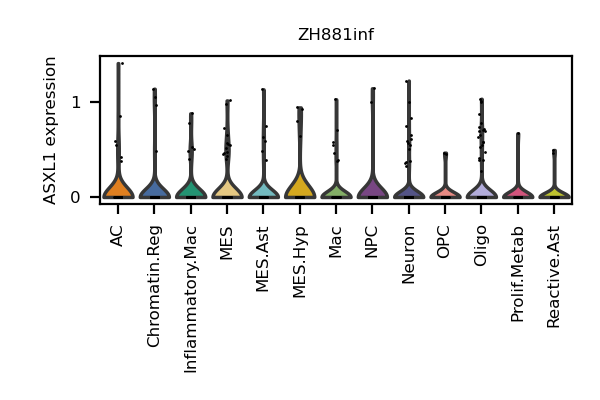 ZH881inf
ASXL1 expression
1
0
AC
Chromatin.Reg
Inflammatory.Mac
MES
MES.Ast
MES.Hyp
Mac
NPC
Neuron
OPC
Oligo
Prolif.Metab
Reactive.Ast